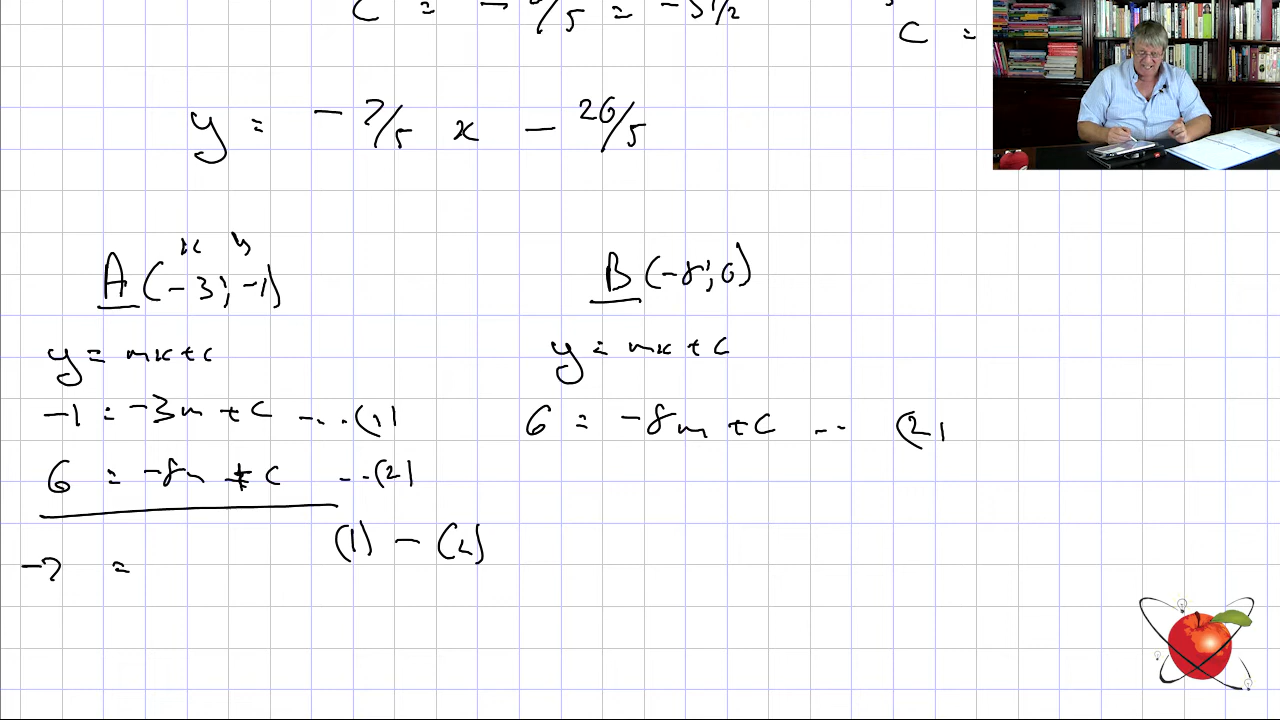 y = - 7/5 x - 26/5
x y
A (-3; -1) B (-8; 6)
y = mx + c y = mx + c
-1 = -3m + c -...(1) 6 = -8m + c -- (2)
6 = -8m + c -..(2)
(1) - (2)
-7 =